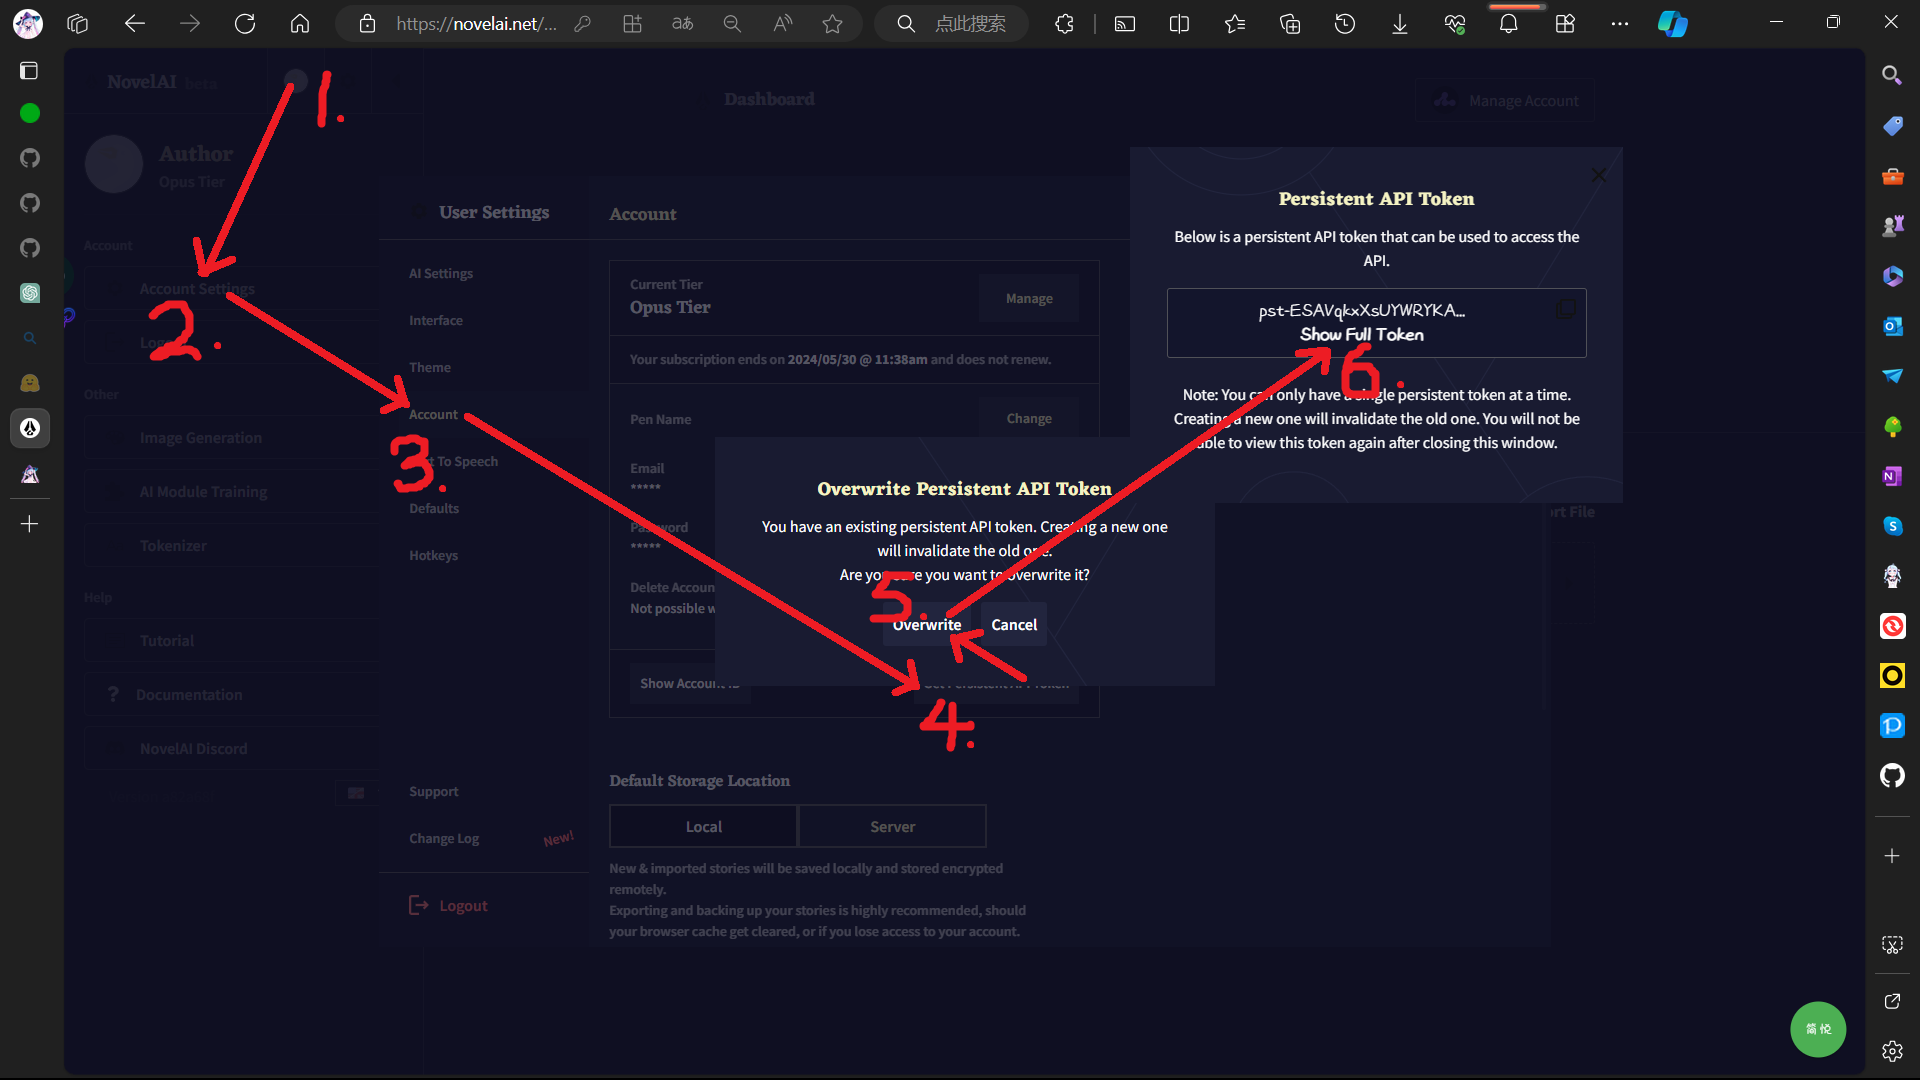 https://novelai.net/...
点此搜索
NovelAI beta
1.
Dashboard
Manage Account
Author
Opus Tier
Account
Account Settings
2.
Other
Image Generation
AI Module Training
Tokenizer
Help
Tutorial
? Documentation
NovelAI Discord
User Settings
AI Settings
Interface
Theme
Account
3.
To Speech
Defaults
Hotkeys
Support
Change Log New!
Logout
Account
Current Tier
Opus Tier
Manage
Your subscription ends on 2024/05/30 @ 11:38am and does not renew.
Pen Name
Change
Email
*****
Password
*****
Delete Accoun
Not possible w
Show Account ID
Get Persistent API Token
4.
Default Storage Location
Local
Server
New & imported stories will be saved locally and stored encrypted
remotely.
Exporting and backing up your stories is highly recommended, should
your browser cache get cleared, or if you lose access to your account.
Overwrite Persistent API Token
You have an existing persistent API token. Creating a new one
will invalidate the old one.
Are you sure you want to overwrite it?
5.
Overwrite
Cancel
Persistent API Token
Below is a persistent API token that can be used to access the
API.
pst-ESAVqkxXsUYWRYKA...
Show Full Token
6.
Note: You can only have a single persistent token at a time.
Creating a new one will invalidate the old one. You will not be
able to view this token again after closing this window.
ort File
简悦